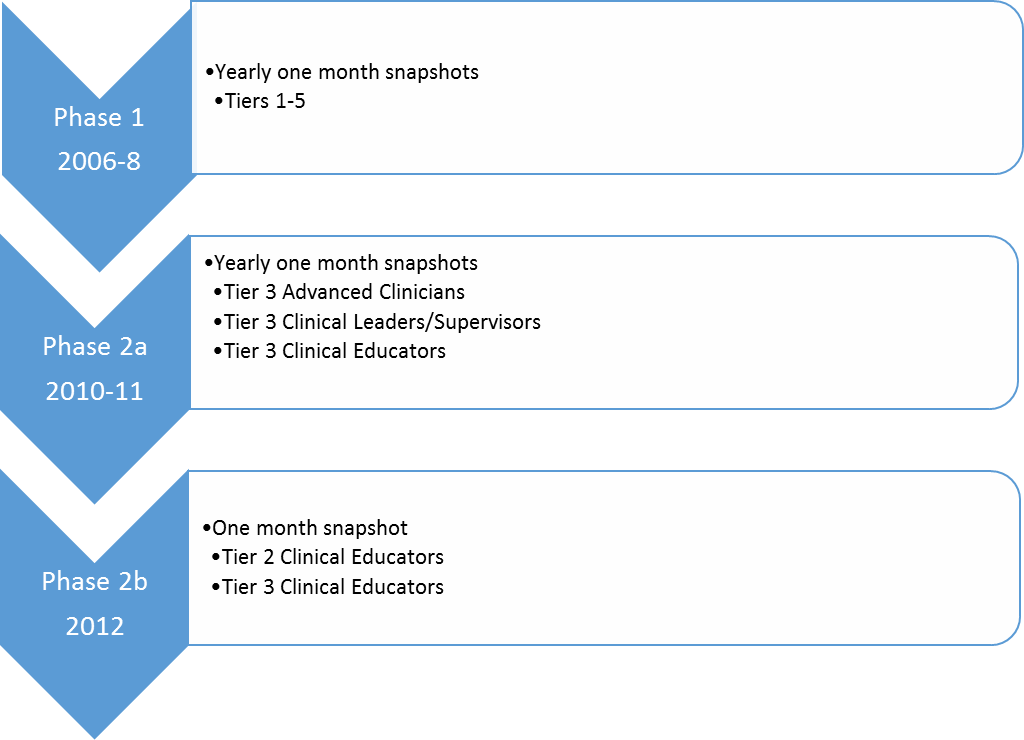 Phase 1
2006-8
•Yearly one month snapshots
•Tiers 1-5
Phase 2a
2010-11
•Yearly one month snapshots
•Tier 3 Advanced Clinicians
•Tier 3 Clinical Leaders/Supervisors
•Tier 3 Clinical Educators
Phase 2b
2012
•One month snapshot
•Tier 2 Clinical Educators
•Tier 3 Clinical Educators